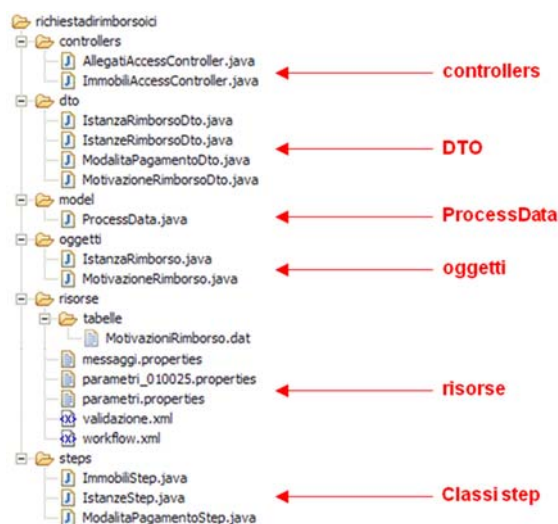 richiestadirimborsoici
controllers
AllegatiAccessController.java
ImmobiliAccessController.java
controllers
dto
IstanzaRimborsoDto.java
IstanzeRimborsoDto.java
ModalitaPagamentoDto.java
MotivazioneRimborsoDto.java
DTO
model
ProcessData.java
ProcessData
oggetti
IstanzaRimborso.java
MotivazioneRimborso.java
oggetti
risorse
tabelle
MotivazioniRimborso.dat
messaggi.properties
parametri_010025.properties
parametri.properties
validazione.xml
workflow.xml
risorse
steps
ImmobiliStep.java
IstanzeStep.java
ModalitaPagamentoStep.java
Classi step